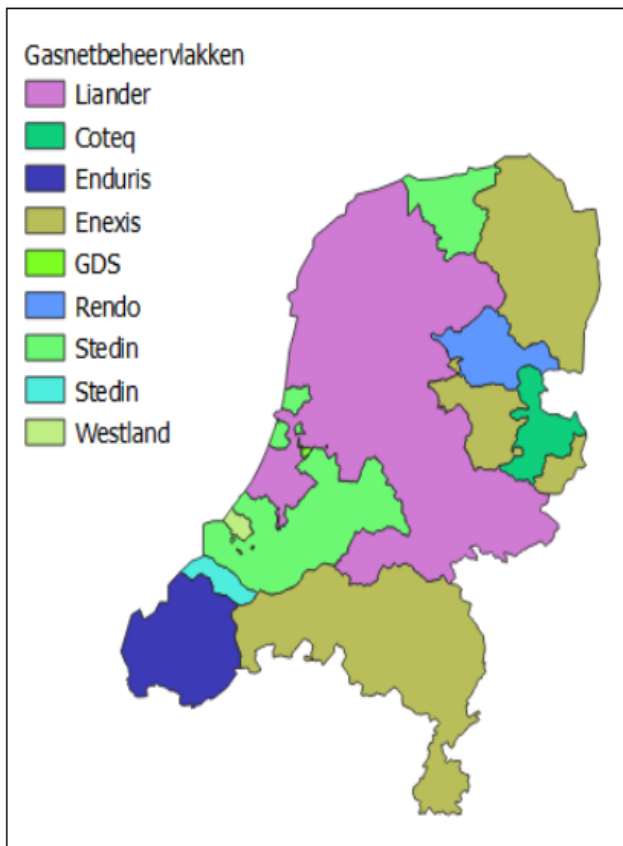 Gasnetbeheervlakken
Liander
Coteq
Enduris
Enexis
GDS
Rendo
Stedin
Stedin
Westland